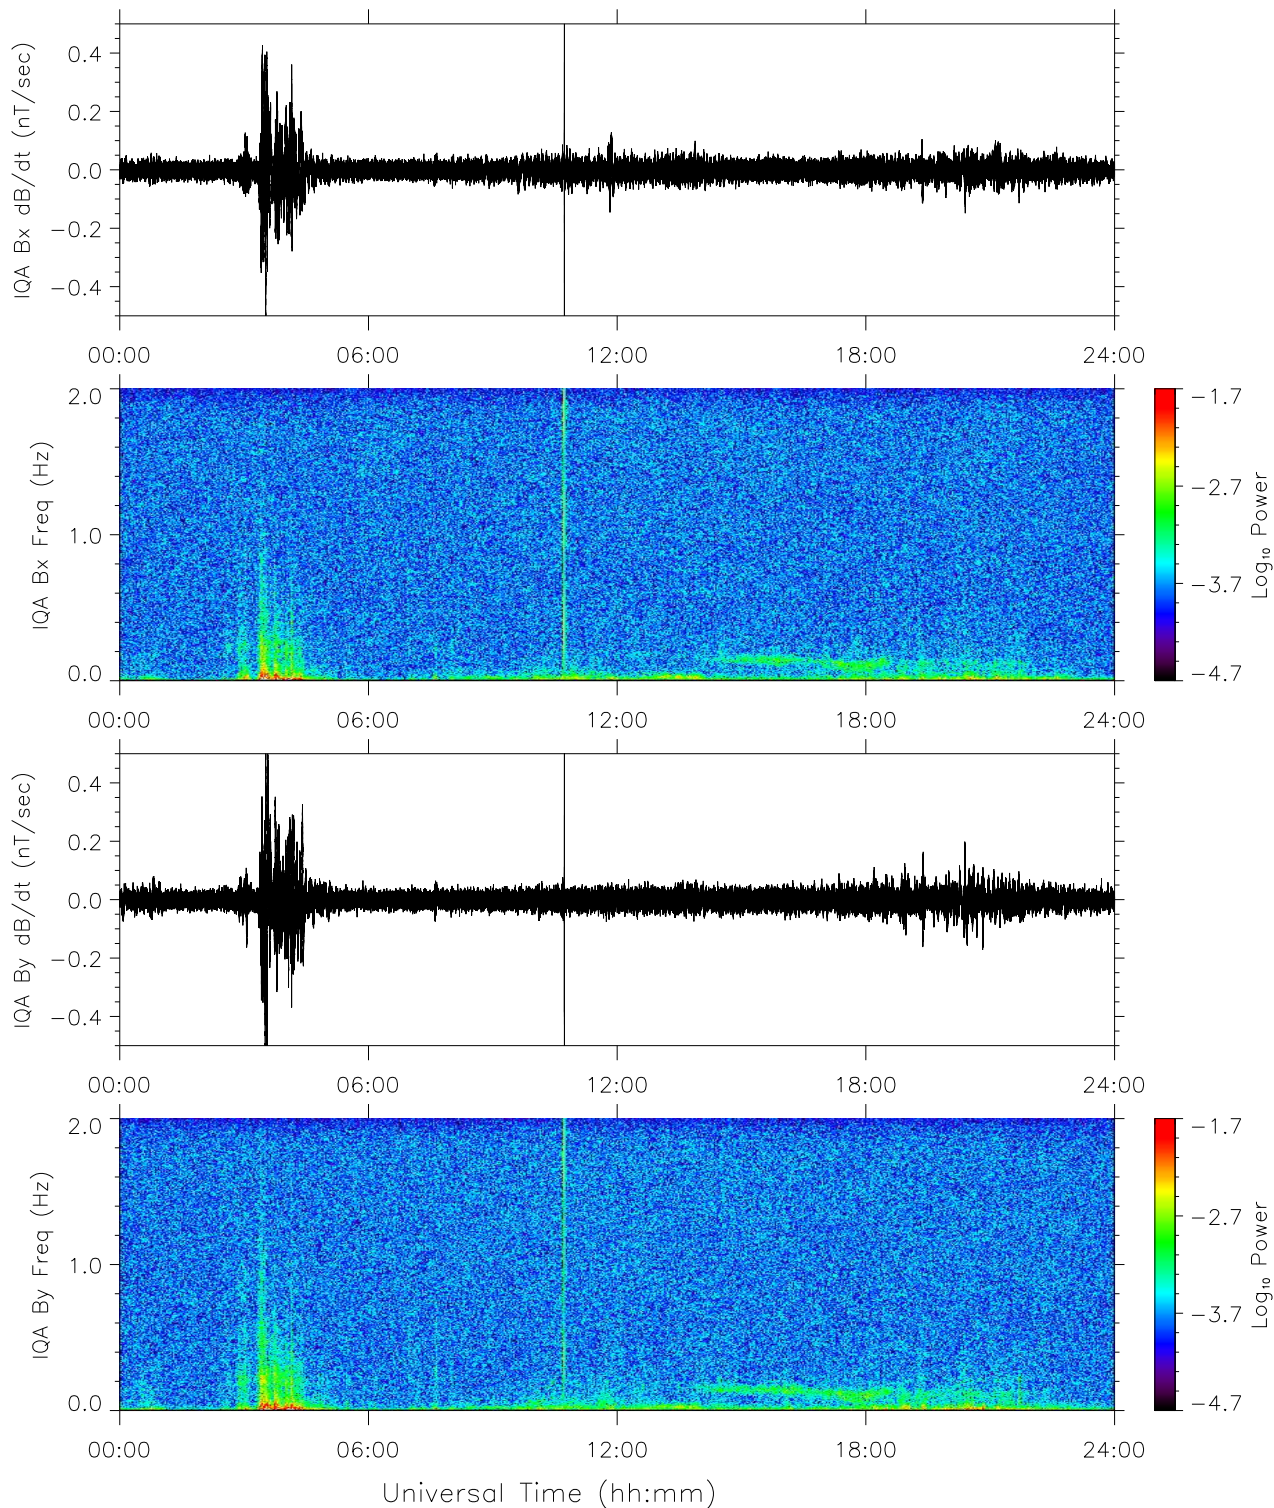 IQA Bx dB/dt (nT/sec)
0.4
0.2
0.0
−0.2
−0.4
00:00 06:00 12:00 18:00 24:00
IQA Bx Freq (Hz)
2.0
1.0
0.0
−1.7
−2.7
−3.7
−4.7
Log₁₀ Power
00:00 06:00 12:00 18:00 24:00
IQA By dB/dt (nT/sec)
0.4
0.2
0.0
−0.2
−0.4
00:00 06:00 12:00 18:00 24:00
IQA By Freq (Hz)
2.0
1.0
0.0
−1.7
−2.7
−3.7
−4.7
Log₁₀ Power
00:00 06:00 12:00 18:00 24:00
Universal Time (hh:mm)